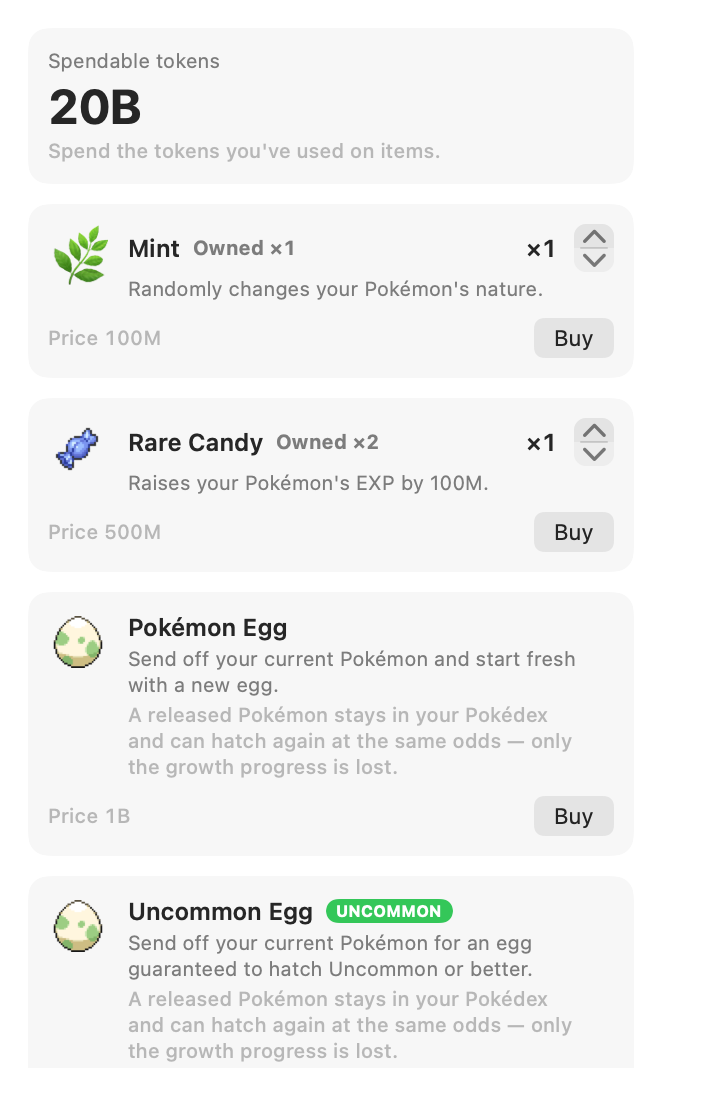 Spendable tokens
20B
Spend the tokens you've used on items.
Mint Owned ×1 ×1
Randomly changes your Pokémon's nature.
Price 100M Buy
Rare Candy Owned ×2 ×1
Raises your Pokémon's EXP by 100M.
Price 500M Buy
Pokémon Egg
Send off your current Pokémon and start fresh
with a new egg.
A released Pokémon stays in your Pokédex
and can hatch again at the same odds — only
the growth progress is lost.
Price 1B Buy
Uncommon Egg UNCOMMON
Send off your current Pokémon for an egg
guaranteed to hatch Uncommon or better.
A released Pokémon stays in your Pokédex
and can hatch again at the same odds — only
the growth progress is lost.